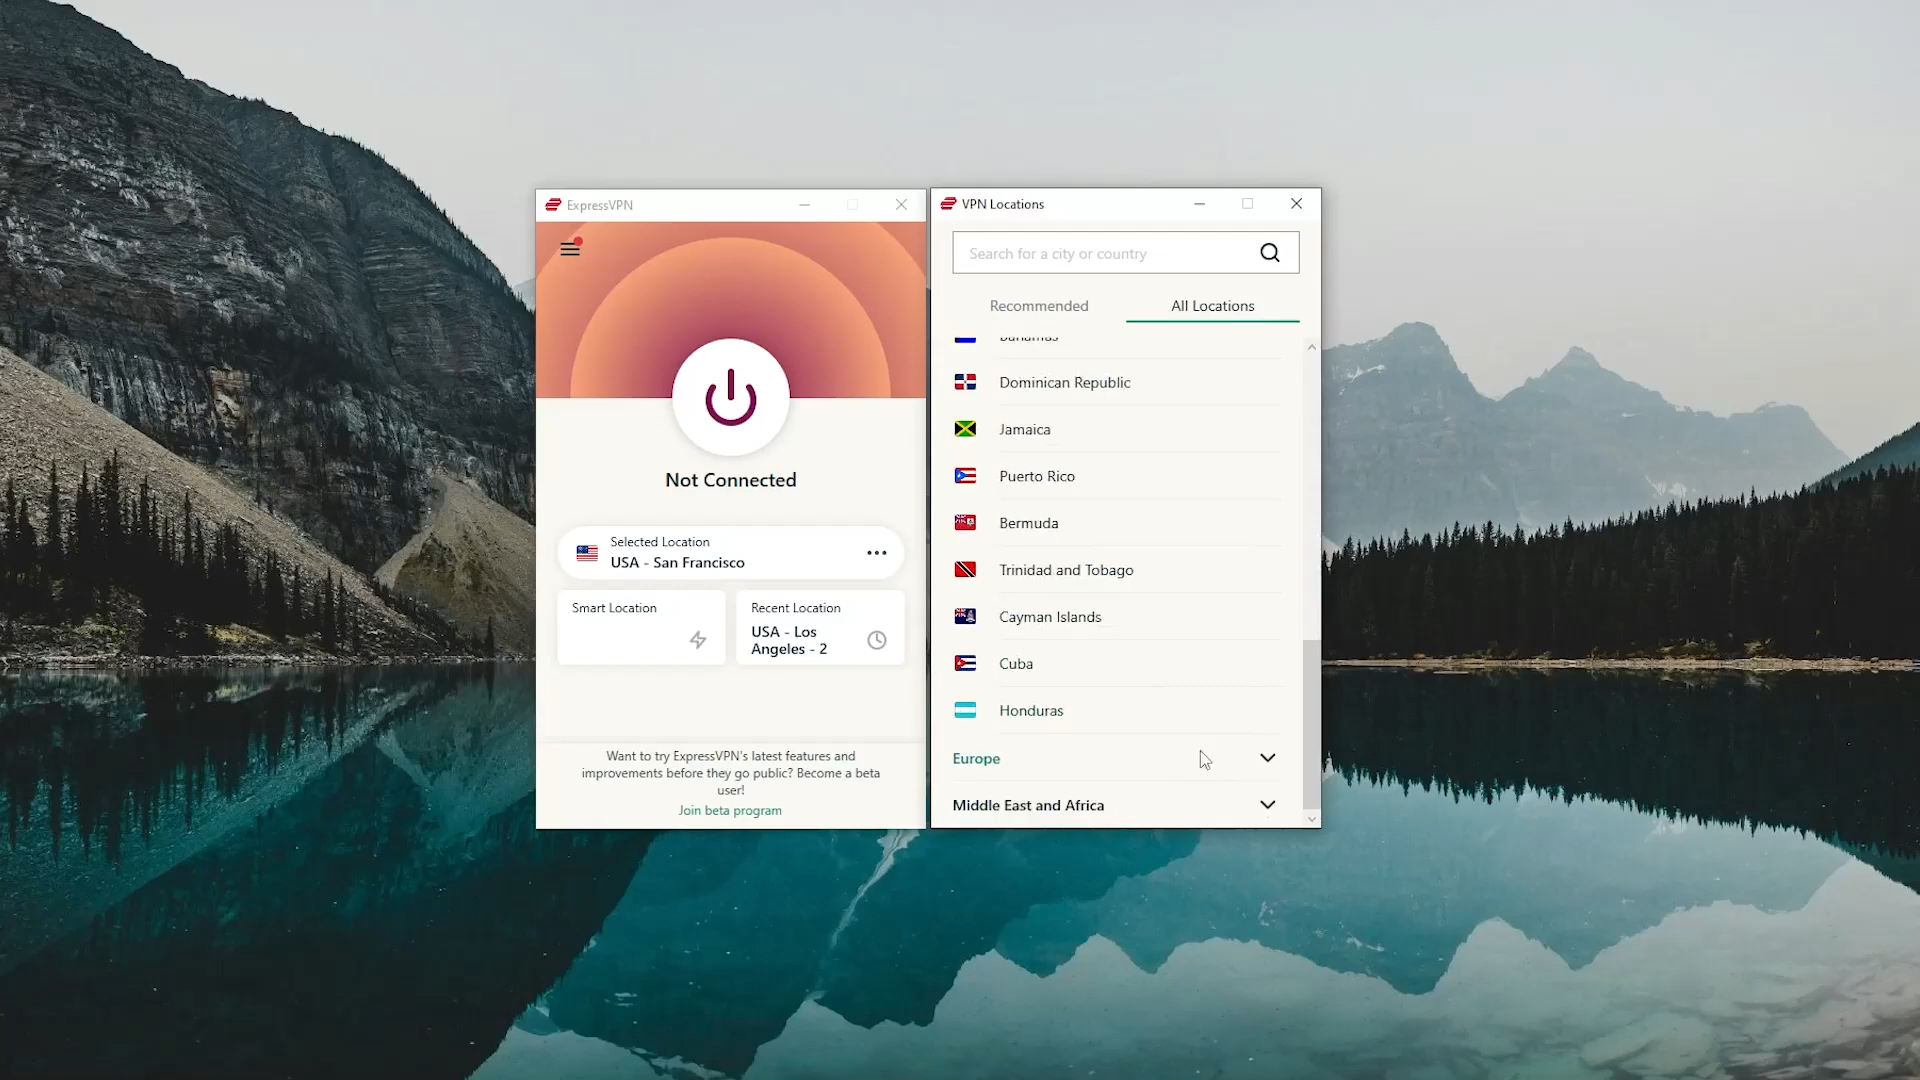 ExpressVPN
Not Connected
Selected Location
USA - San Francisco
Smart Location
Recent Location
USA - Los
Angeles - 2
Want to try ExpressVPN's latest features and
improvements before they go public? Become a beta
user!
Join beta program
VPN Locations
Search for a city or country
Recommended
All Locations
Bahamas
Dominican Republic
Jamaica
Puerto Rico
Bermuda
Trinidad and Tobago
Cayman Islands
Cuba
Honduras
Europe
Middle East and Africa